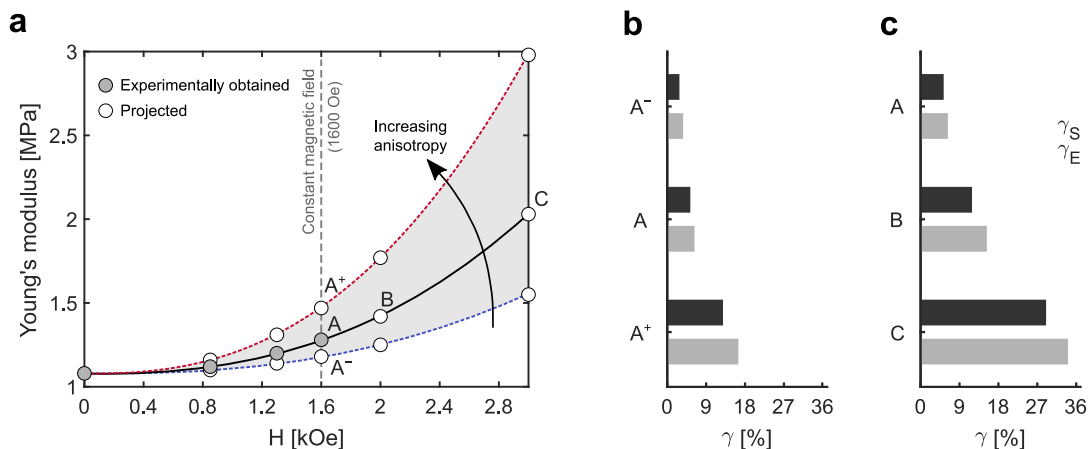 a
b
c
Young's modulus [MPa]
3
2.5
2
1.5
1
Experimentally obtained
Projected
Constant magnetic field
(1600 Oe)
Increasing
anisotropy
A⁺
A
A⁻
B
C
0 0.4 0.8 1.2 1.6 2 2.4 2.8
H [kOe]
A⁻
A
A⁺
0 9 18 27 36
γ [%]
A
B
C
0 9 18 27 36
γ [%]
γ_S
γ_E